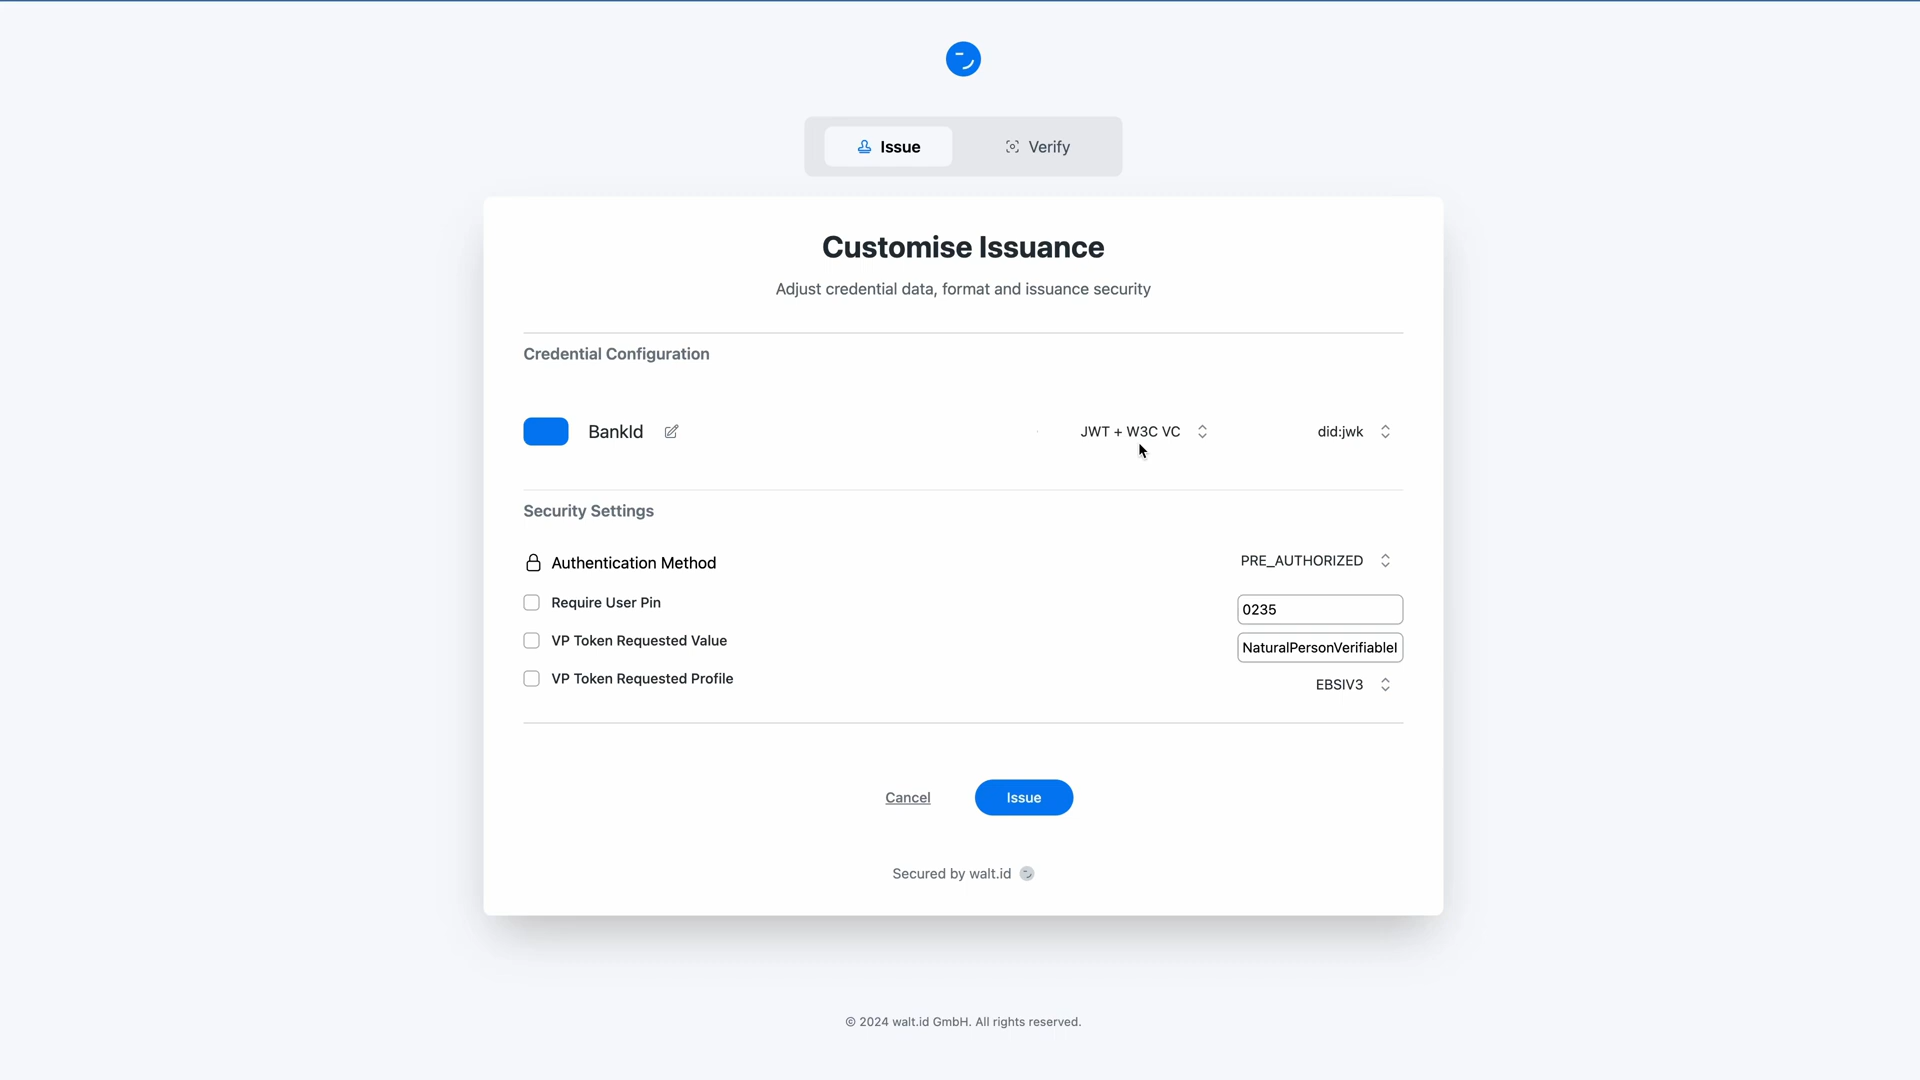 Issue
Verify
Customise Issuance
Adjust credential data, format and issuance security
Credential Configuration
BankId
JWT + W3C VC
did:jwk
Security Settings
Authentication Method
PRE_AUTHORIZED
Require User Pin
0235
VP Token Requested Value
NaturalPersonVerifiableI
VP Token Requested Profile
EBSIV3
Cancel
Issue
Secured by walt.id
© 2024 walt.id GmbH. All rights reserved.